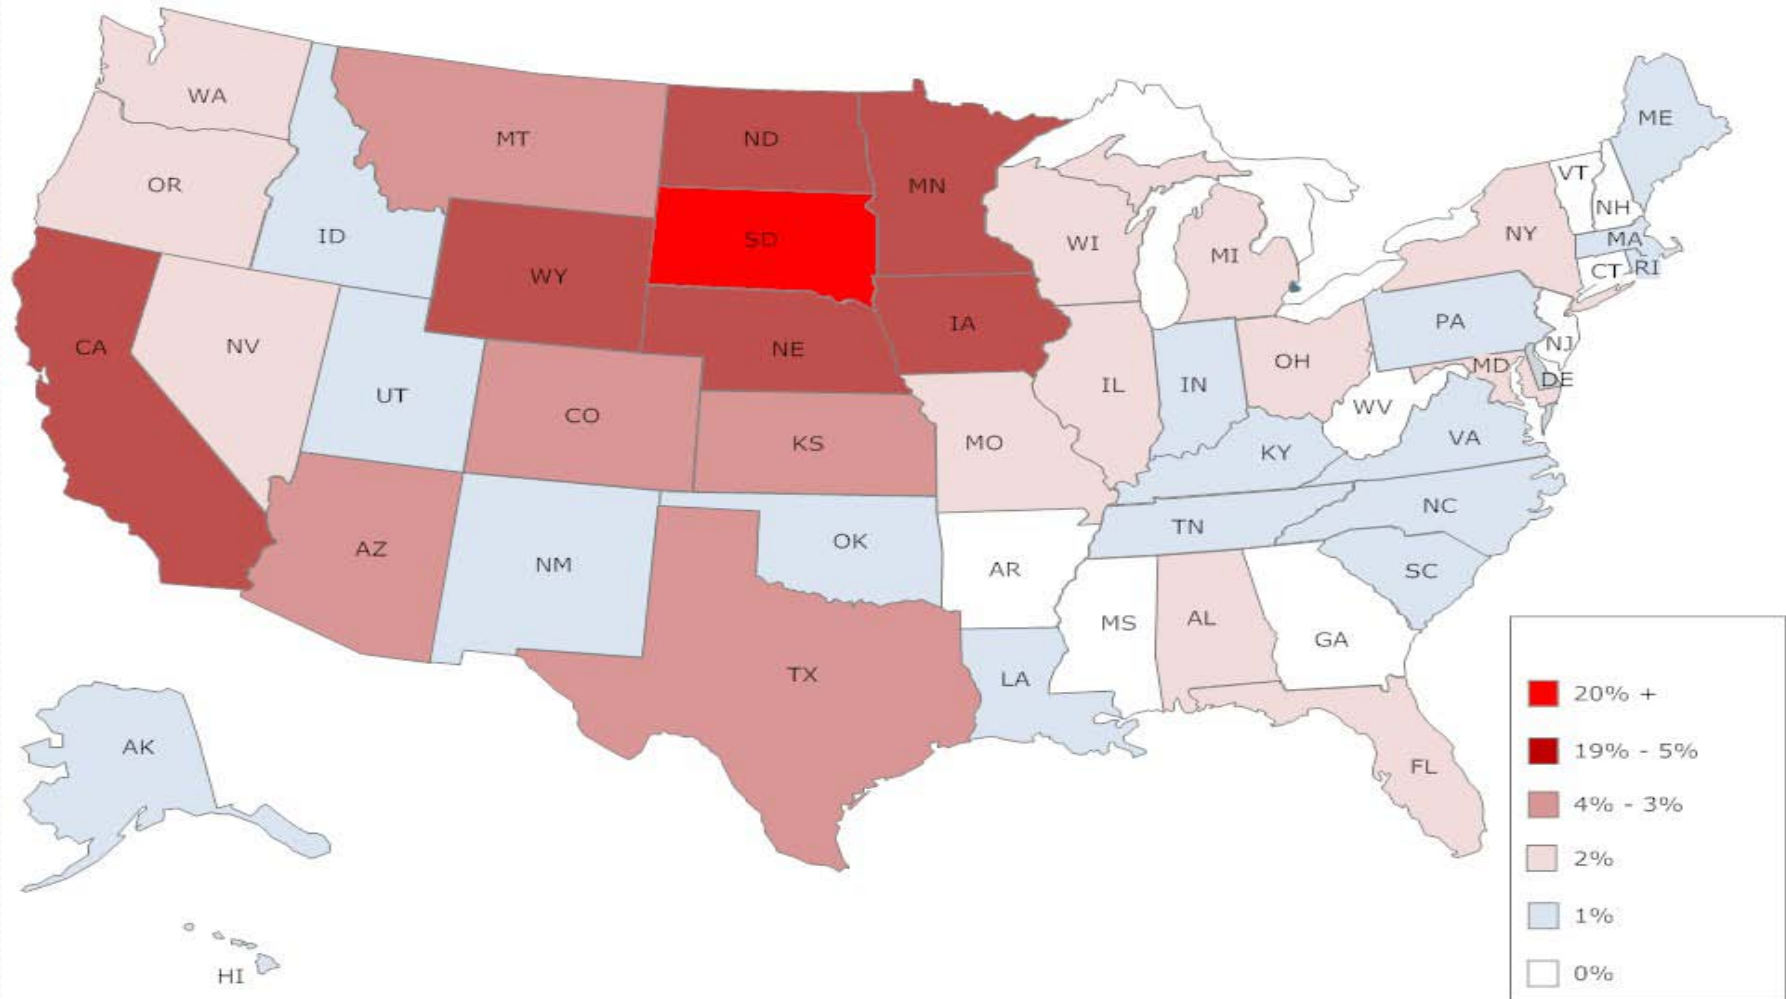 WA
MT
ND
ME
OR
MN
VT
ID
NH
SD
WI
NY
MA
WY
MI
CT
RI
IA
PA
CA
NV
NE
NJ
OH
MD
UT
IL
IN
DE
CO
WV
KS
MO
VA
KY
AZ
NC
OK
TN
NM
AR
SC
MS
AL
GA
TX
LA
FL
AK
HI
20% +
19% - 5%
4% - 3%
2%
1%
0%